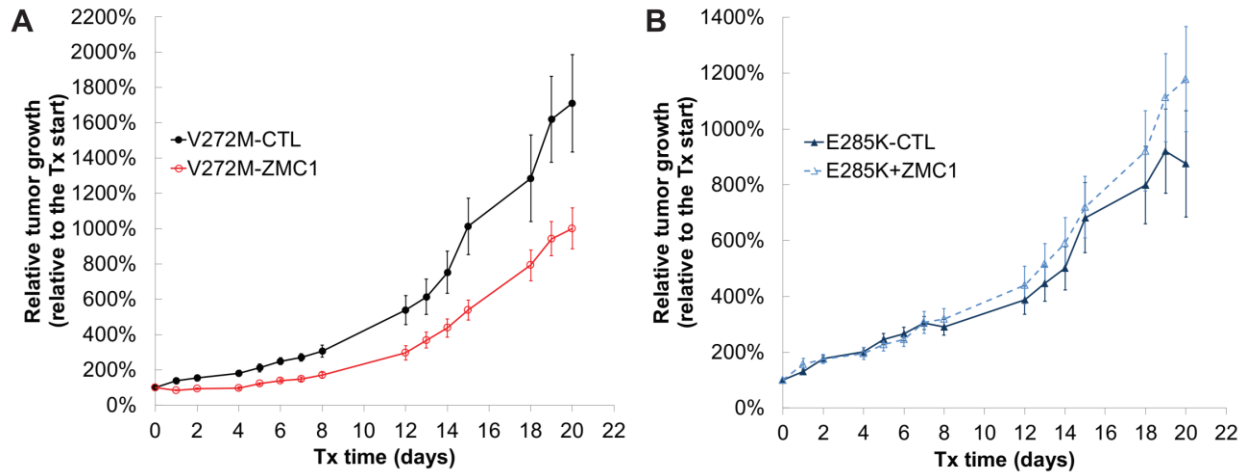 A
Relative tumor growth
(relative to the Tx start)
2200%
2000%
1800%
1600%
1400%
1200%
1000%
800%
600%
400%
200%
0%
V272M-CTL
V272M-ZMC1
0 2 4 6 8 10 12 14 16 18 20 22
Tx time (days)
B
Relative tumor growth
(relative to the Tx start)
1400%
1200%
1000%
800%
600%
400%
200%
0%
E285K-CTL
E285K+ZMC1
0 2 4 6 8 10 12 14 16 18 20 22
Tx time (days)